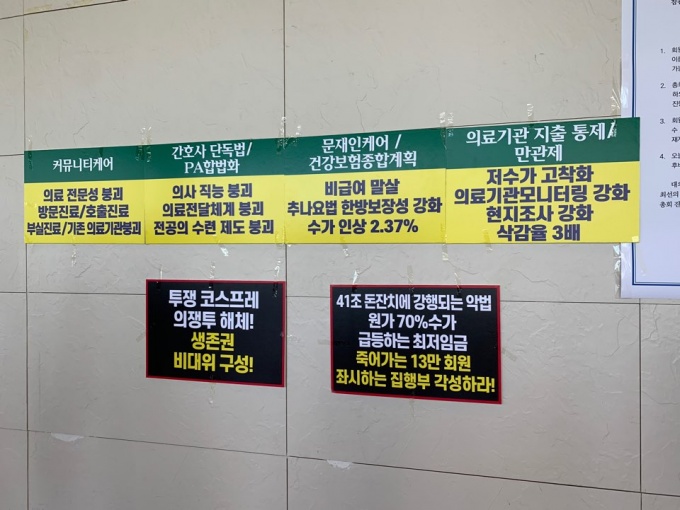 커뮤니티케어
의료 전문성 붕괴
방문진료/호출진료
부실진료/기존 의료기관붕괴
간호사 단독법/
PA합법화
의사 직능 붕괴
의료전달체계 붕괴
전공의 수련 제도 붕괴
문재인케어 /
건강보험종합계획
비급여 말살
추나요법 한방보장성 강화
수가 인상 2.37%
의료기관 지출 통제/
만관제
저수가 고착화
의료기관모니터링 강화
현지조사 강화
삭감율 3배
투쟁 코스프레
의쟁투 해체!
생존권
비대위 구성!
41조 돈잔치에 강행되는 악법
원가 70%수가
급등하는 최저임금
죽어가는 13만 회원
좌시하는 집행부 각성하라!
1.
2.
3.
4.